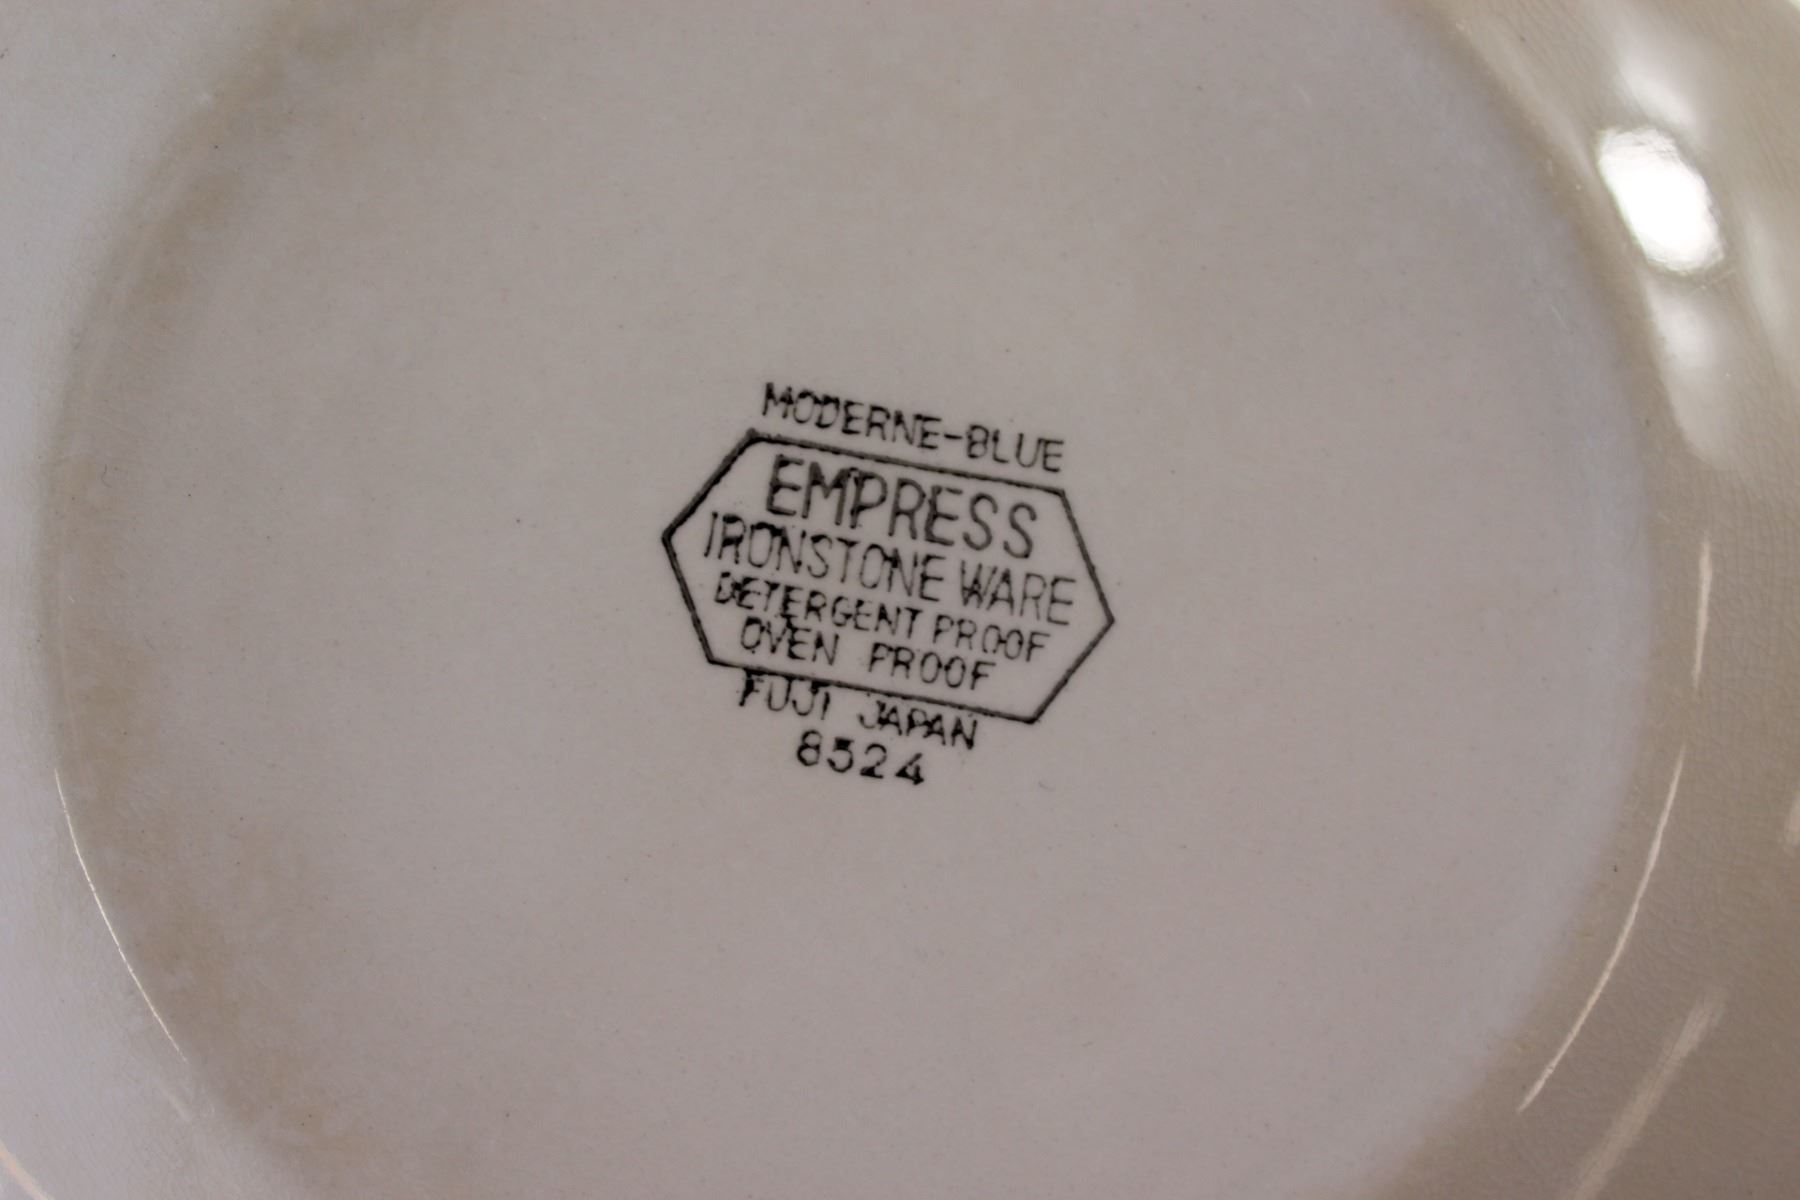 MODERNE-BLUE
EMPRESS
IRONSTONE WARE
DETERGENT PROOF
OVEN PROOF
FUJI JAPAN
8524